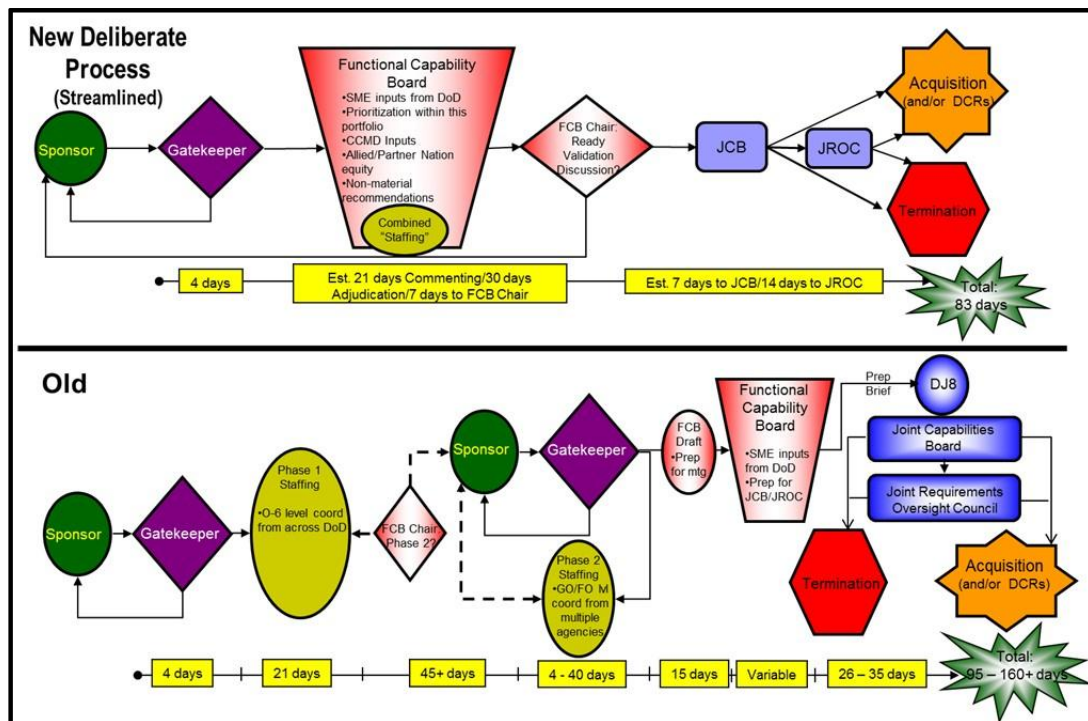 New Deliberate
Process
(Streamlined)
Sponsor
Gatekeeper
Functional Capability
Board
•SME inputs from DoD
•Prioritization within this
portfolio
•CCMD Inputs
•Allied/Partner Nation
equity
•Non-material
recommendations
Combined
"Staffing"
FCB Chair:
Ready
Validation
Discussion?
JCB
JROC
Acquisition
(and/or DCRs)
Termination
4 days
Est. 21 days Commenting/30 days
Adjudication/7 days to FCB Chair
Est. 7 days to JCB/14 days to JROC
Total:
83 days
Old
Sponsor
Gatekeeper
Phase 1
Staffing
•O-6 level coord
from across DoD
FCB Chair:
Phase 2?
Sponsor
Gatekeeper
Phase 2
Staffing
•GO/FO M
coord from
multiple
agencies
FCB
Draft
•Prep
for mtg
Functional
Capability
Board
•SME inputs
from DoD
•Prep for
JCB/JROC
Prep
Brief
DJ8
Joint Capabilities
Board
Joint Requirements
Oversight Council
Termination
Acquisition
(and/or DCRs)
4 days
21 days
45+ days
4 - 40 days
15 days
Variable
26 – 35 days
Total:
95 – 160+ days